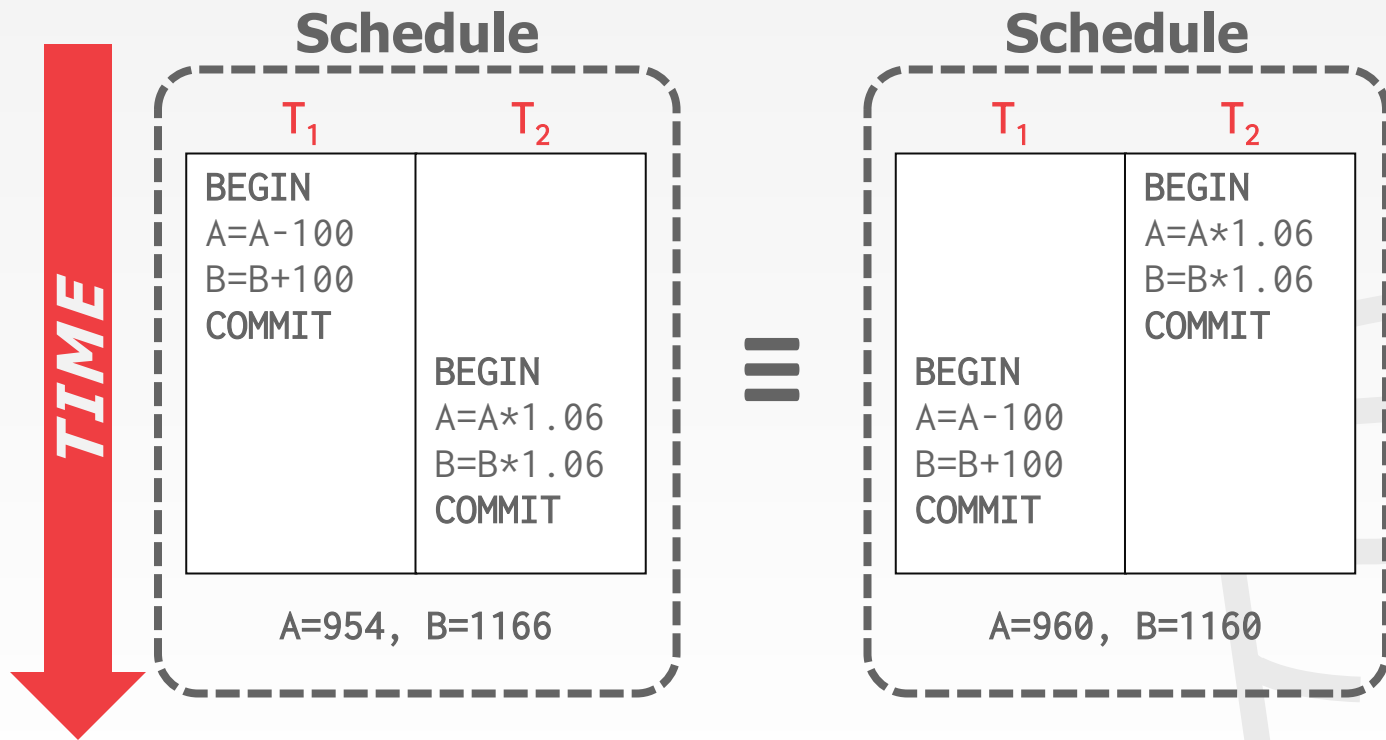 Schedule
T₁ T₂
BEGIN
A=A-100
B=B+100
COMMIT
BEGIN
A=A*1.06
B=B*1.06
COMMIT
A=954, B=1166
TIME
≡
Schedule
T₁ T₂
BEGIN
A=A*1.06
B=B*1.06
COMMIT
BEGIN
A=A-100
B=B+100
COMMIT
A=960, B=1160